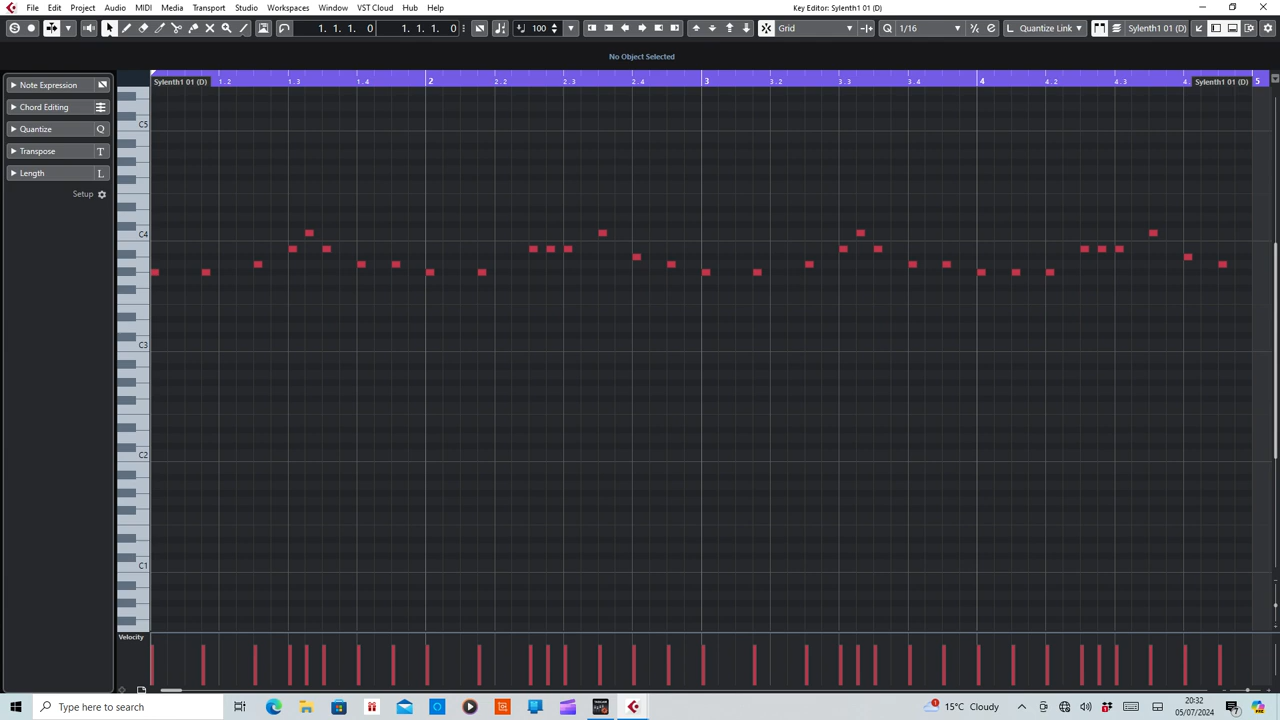 File Edit Project Audio MIDI Media Transport Studio Workspaces Window VST Cloud Hub Help
Key Editor: Sylenth1 01 (D)
1. 1. 1. 0 1. 1. 1. 0 100 Grid Q 1/16 Quantize Link Sylenth1 01 (D)
No Object Selected
Sylenth1 01 (D) 1.2 1.3 1.4 2 2.2 2.3 2.4 3 3.2 3.3 3.4 4 4.2 4.3 4. Sylenth1 01 (D) 5
Note Expression
Chord Editing
Quantize Q
Transpose T
Length L
Setup
C5
C4
C3
C2
C1
Velocity
Type here to search
15°C Cloudy
20:32
05/07/2024